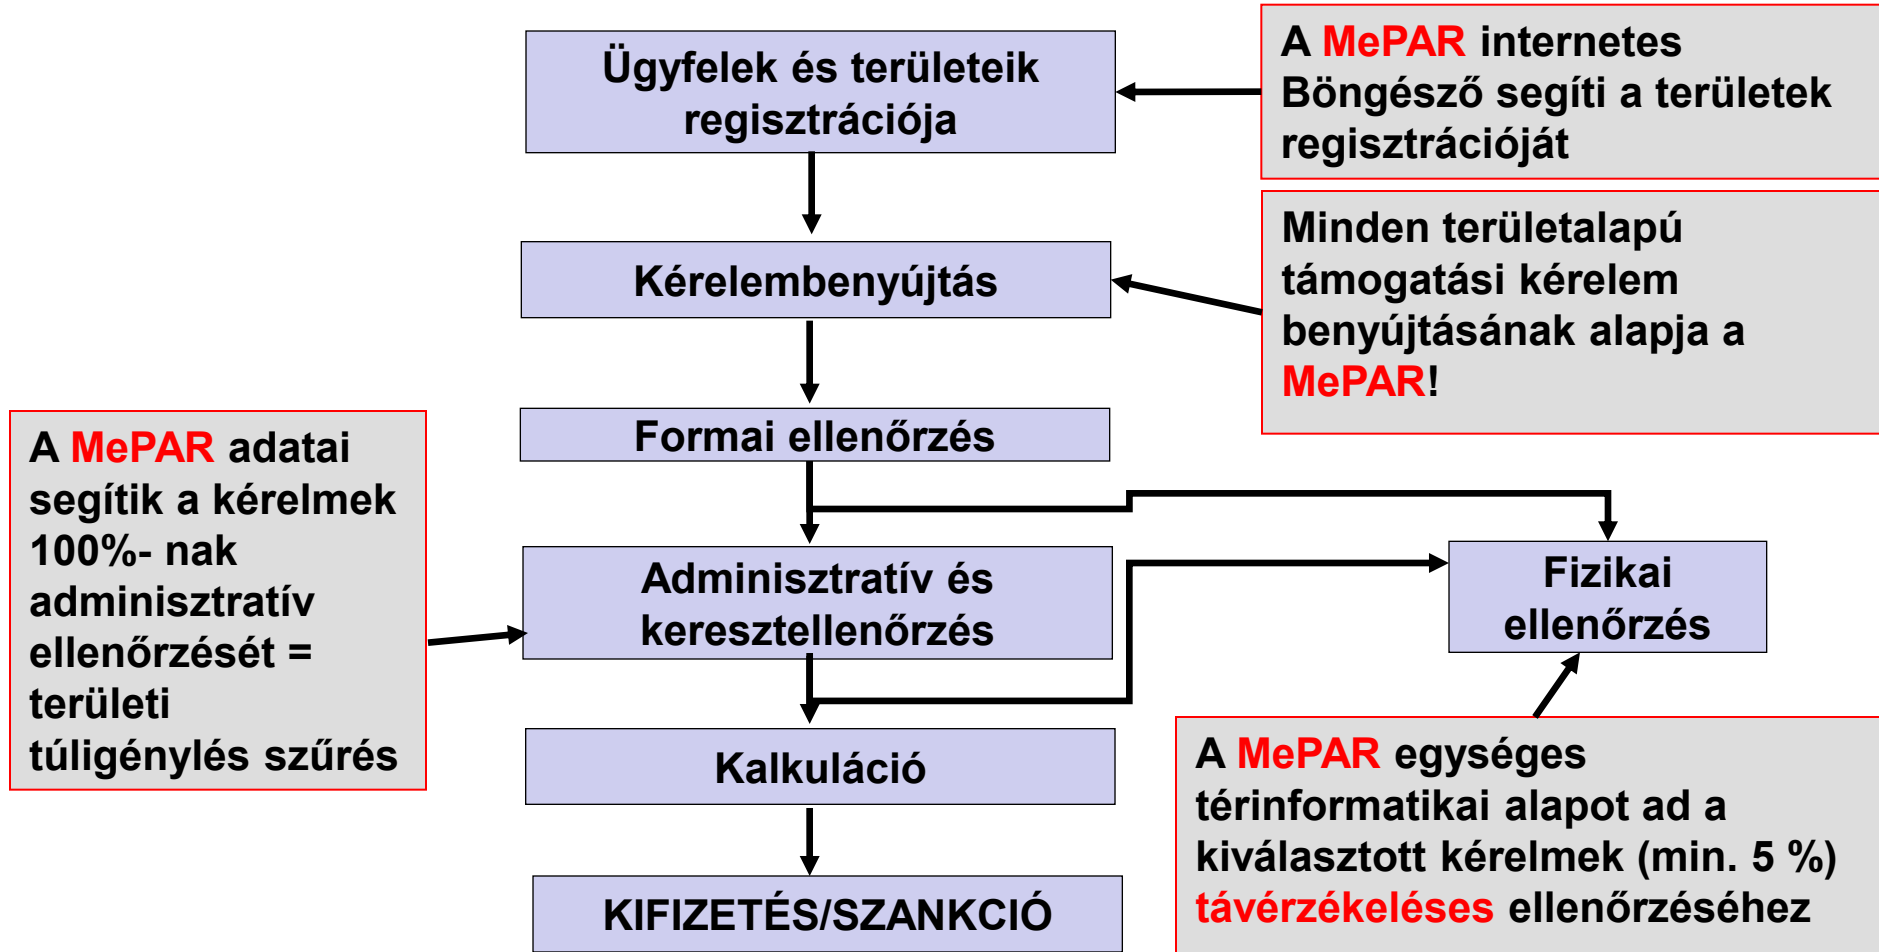 Ügyfelek és területeik
regisztrációja
A MePAR internetes
Böngésző segíti a területek
regisztrációját
Kérelembenyújtás
Minden területalapú
támogatási kérelem
benyújtásának alapja a
MePAR!
Formai ellenőrzés
A MePAR adatai
segítik a kérelmek
100%- nak
adminisztratív
ellenőrzését =
területi
túligénylés szűrés
Adminisztratív és
keresztellenőrzés
Fizikai
ellenőrzés
Kalkuláció
A MePAR egységes
térinformatikai alapot ad a
kiválasztott kérelmek (min. 5 %)
távérzékeléses ellenőrzéséhez
KIFIZETÉS/SZANKCIÓ